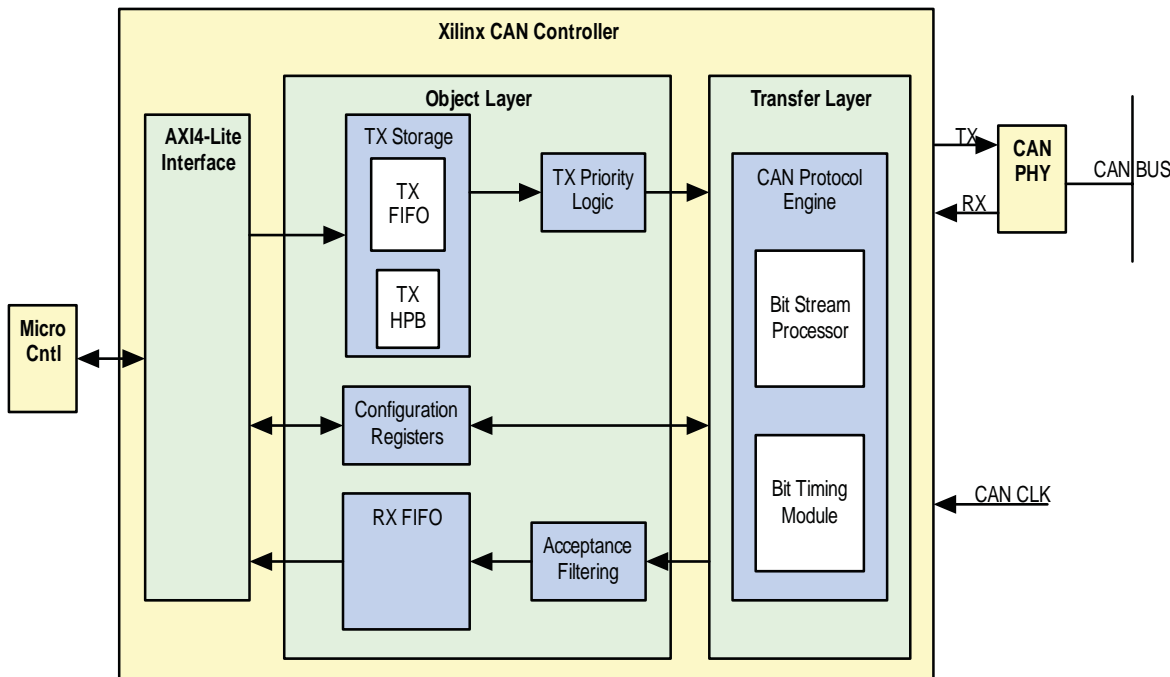 Xilinx CAN Controller
Object Layer
Transfer Layer
AXI4-Lite
Interface
TX Storage
TX
FIFO
TX
HPB
TX Priority
Logic
CAN Protocol
Engine
Bit Stream
Processor
Bit Timing
Module
Configuration
Registers
RX FIFO
Acceptance
Filtering
Micro
Cntl
TX
RX
CAN
PHY
CAN BUS
CAN CLK